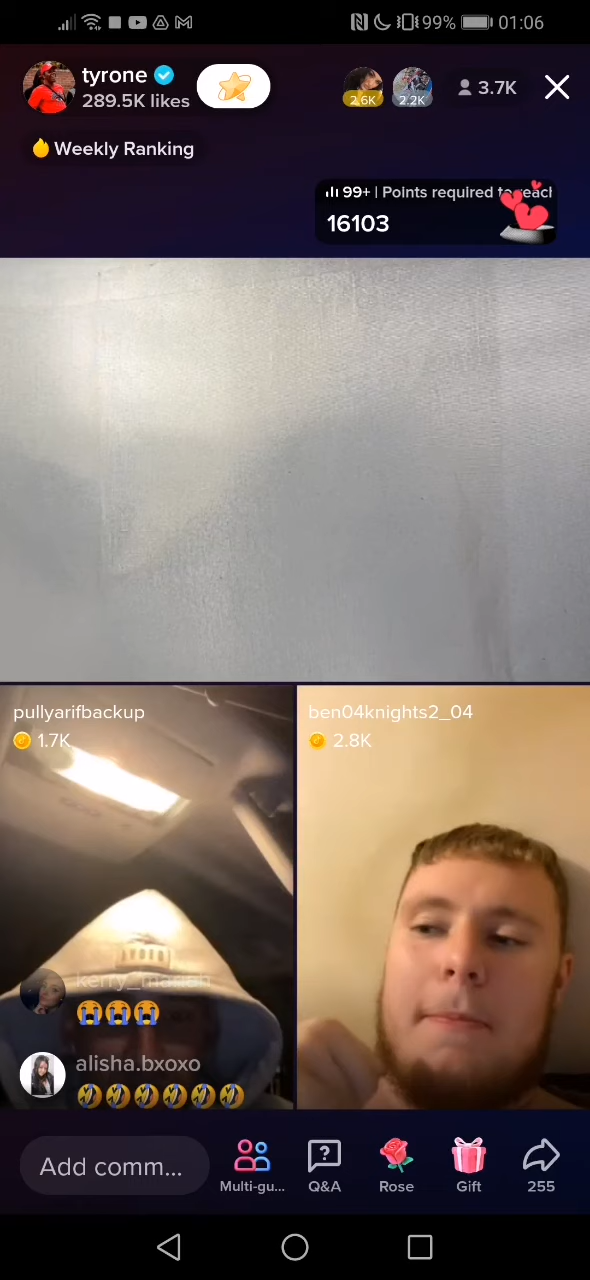 99% 01:06
tyrone
289.5K likes
2.6K 2.2K 3.7K
Weekly Ranking
99+ | Points required to reach
16103
pullyarifbackup
1.7K
ben04knights2_04
2.8K
😭😭😭
alisha.bxoxo
🤣🤣🤣🤣🤣🤣
Add comm...
Multi-gu...
Q&A
Rose
Gift
255